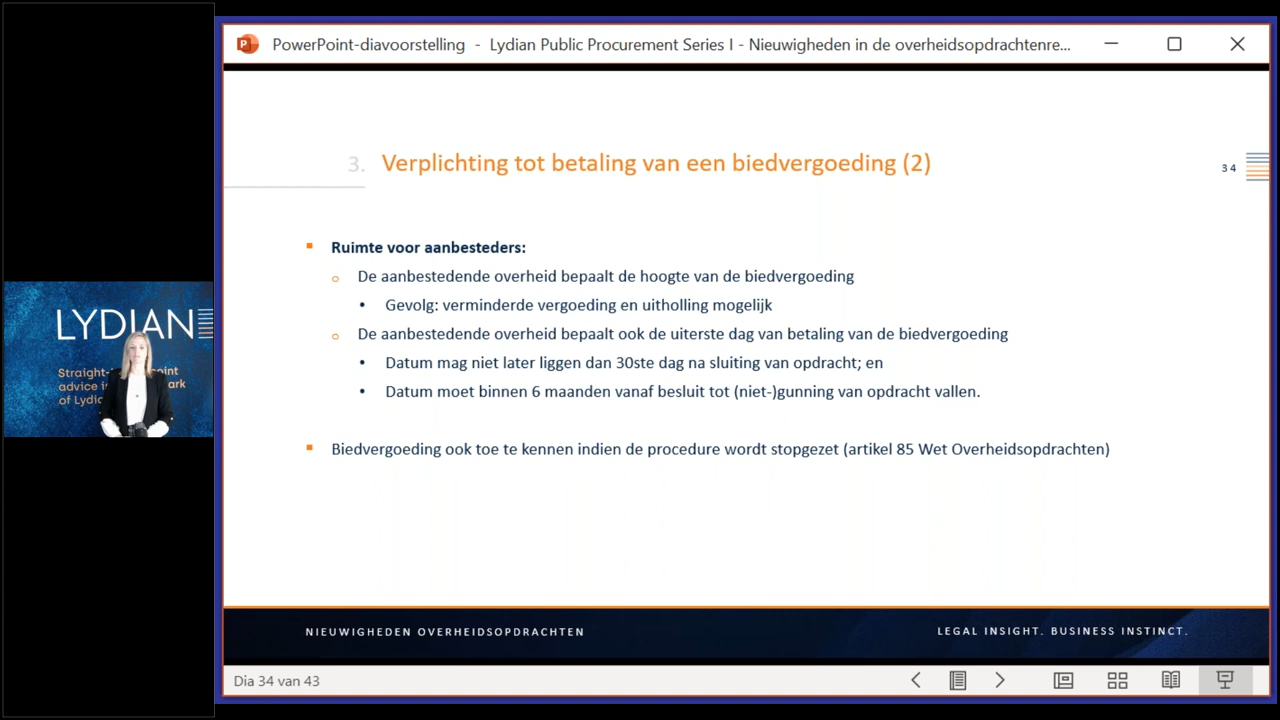 PowerPoint-diavoorstelling - Lydian Public Procurement Series I - Nieuwigheden in de overheidsopdrachtenre...
3. Verplichting tot betaling van een biedvergoeding (2)
34
Ruimte voor aanbesteders:
De aanbestedende overheid bepaalt de hoogte van de biedvergoeding
Gevolg: verminderde vergoeding en uitholling mogelijk
De aanbestedende overheid bepaalt ook de uiterste dag van betaling van de biedvergoeding
Datum mag niet later liggen dan 30ste dag na sluiting van opdracht; en
Datum moet binnen 6 maanden vanaf besluit tot (niet-)gunning van opdracht vallen.
Biedvergoeding ook toe te kennen indien de procedure wordt stopgezet (artikel 85 Wet Overheidsopdrachten)
NIEUWIGHEDEN OVERHEIDSOPDRACHTEN
LEGAL INSIGHT. BUSINESS INSTINCT.
Dia 34 van 43
LYDIAN
Straight-
advice in
of Lydia